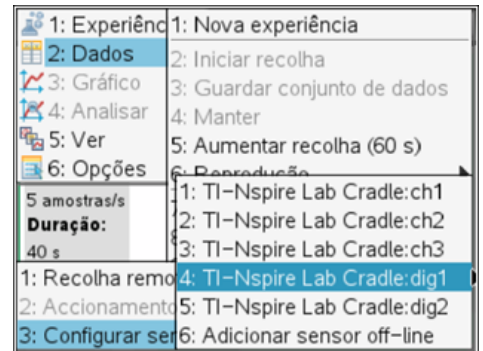 1: Experiênc
2: Dados
3: Gráfico
4: Analisar
5: Ver
6: Opções
5 amostras/s
Duração:
40 s
1: Recolha remo
2: Accionamento
3: Configurar ser
1: Nova experiência
2: Iniciar recolha
3: Guardar conjunto de dados
4: Manter
5: Aumentar recolha (60 s)
6: Reprodução
1: TI-Nspire Lab Cradle:ch1
2: TI-Nspire Lab Cradle:ch2
3: TI-Nspire Lab Cradle:ch3
4: TI-Nspire Lab Cradle:dig1
5: TI-Nspire Lab Cradle:dig2
6: Adicionar sensor off-line